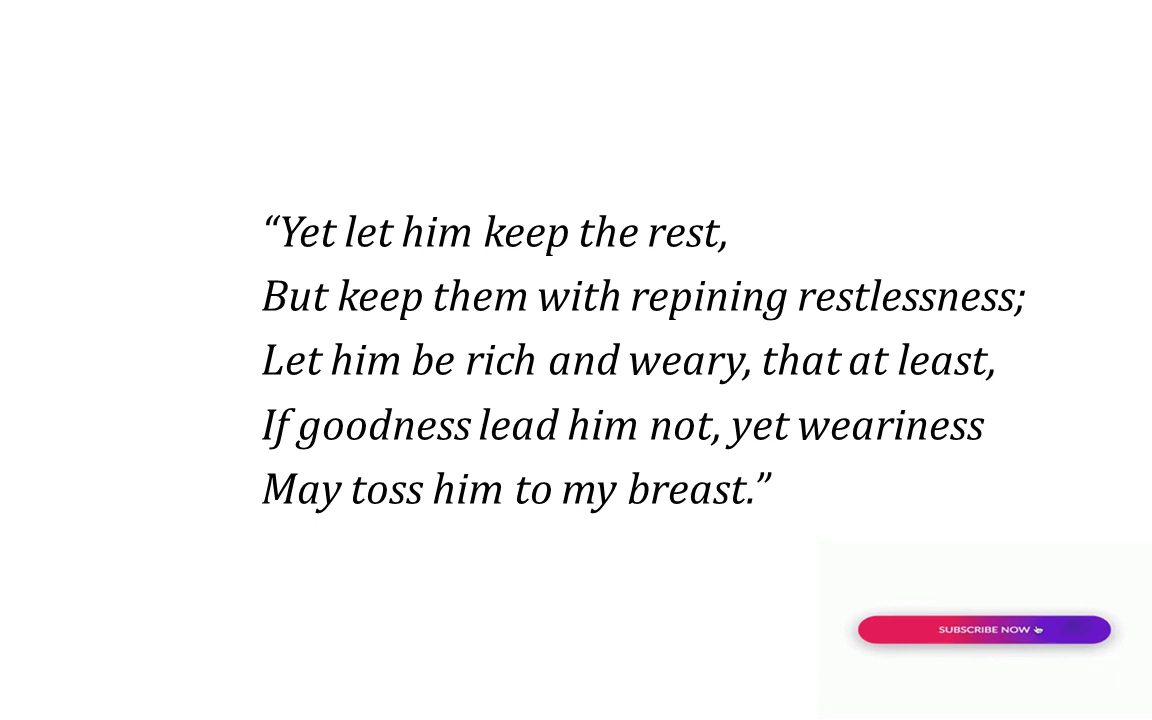 “Yet let him keep the rest,
But keep them with repining restlessness;
Let him be rich and weary, that at least,
If goodness lead him not, yet weariness
May toss him to my breast.”
SUBSCRIBE NOW